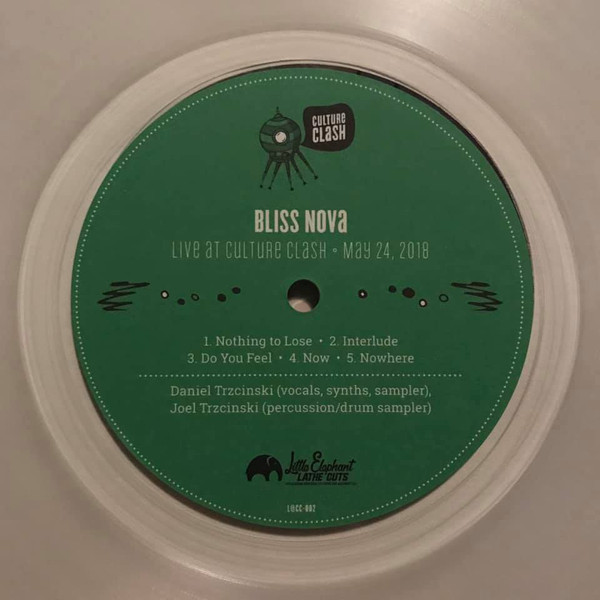 CULTURE
CLASH
BLISS NOVA
LIVE AT CULTURE CLASH • MAY 24, 2018
1. Nothing to Lose • 2. Interlude
3. Do You Feel • 4. Now • 5. Nowhere
Daniel Trzcinski (vocals, synths, sampler),
Joel Trzcinski (percussion/drum sampler)
Little Elephant
LATHE CUTS
L@CC-002